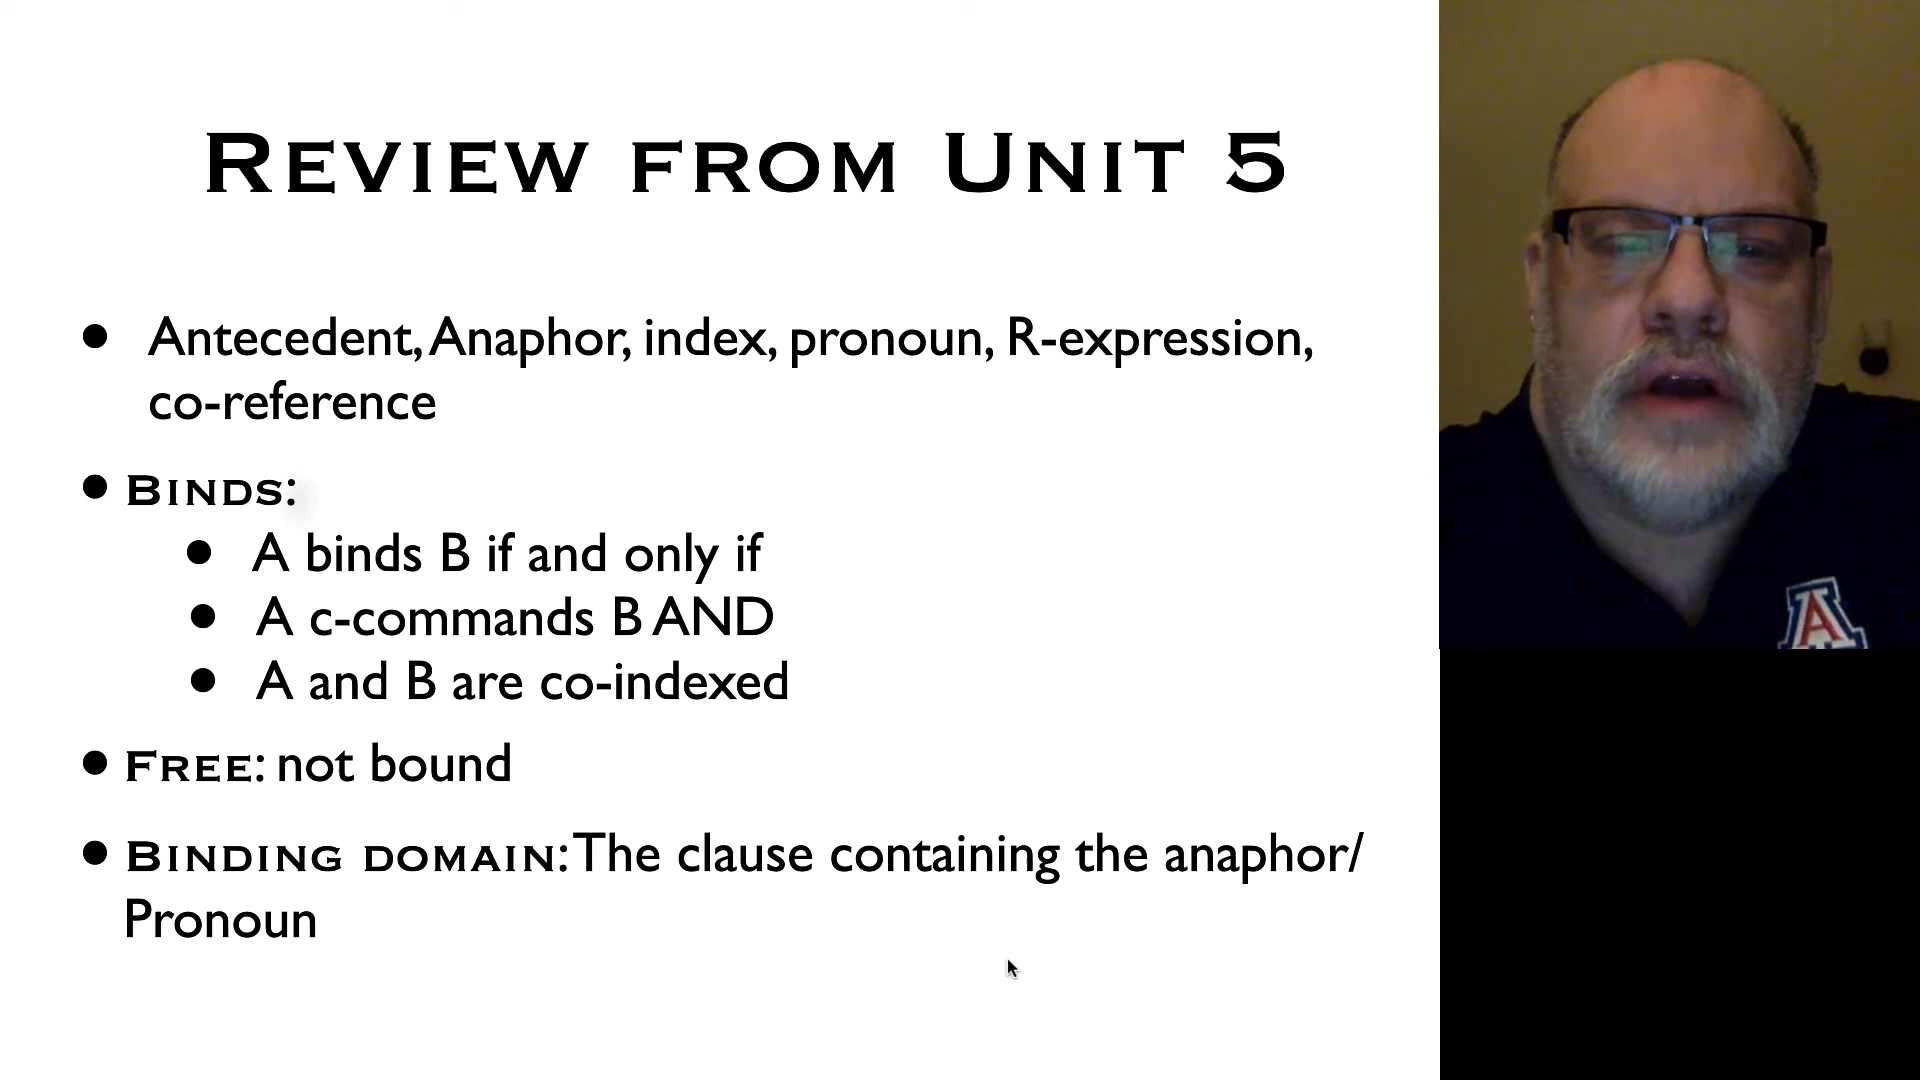 Review from Unit 5
• Antecedent, Anaphor, index, pronoun, R-expression,
co-reference
• Binds:
• A binds B if and only if
• A c-commands B AND
• A and B are co-indexed
• Free: not bound
• Binding domain: The clause containing the anaphor/
Pronoun
A